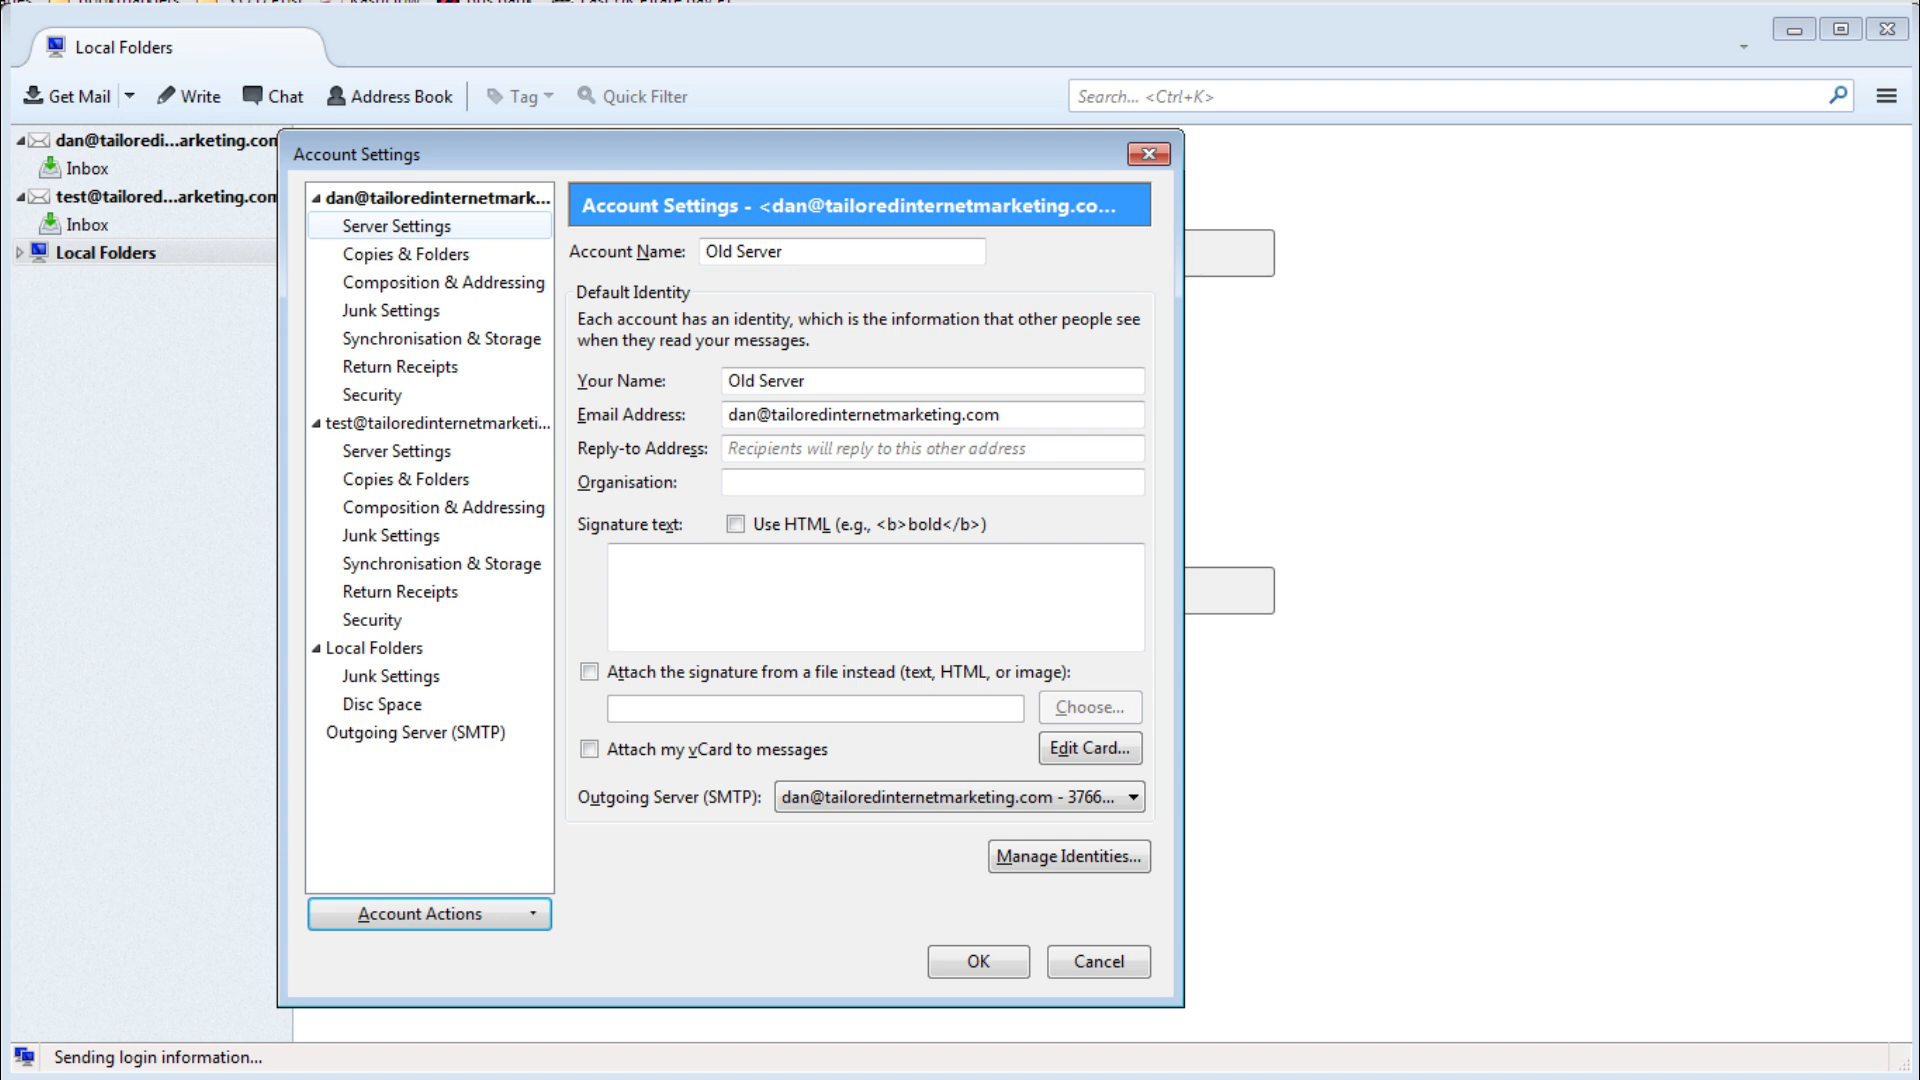 Local Folders
Get Mail
Write
Chat
Address Book
Tag
Quick Filter
Search... <Ctrl+K>
dan@tailoredi...arketing.com
Inbox
test@tailored...arketing.com
Inbox
Local Folders
Account Settings
dan@tailoredinternetmark...
Server Settings
Copies & Folders
Composition & Addressing
Junk Settings
Synchronisation & Storage
Return Receipts
Security
test@tailoredinternetmarketi...
Server Settings
Copies & Folders
Composition & Addressing
Junk Settings
Synchronisation & Storage
Return Receipts
Security
Local Folders
Junk Settings
Disc Space
Outgoing Server (SMTP)
Account Actions
Account Settings - <dan@tailoredinternetmarketing.co...
Account Name: Old Server
Default Identity
Each account has an identity, which is the information that other people see
when they read your messages.
Your Name: Old Server
Email Address: dan@tailoredinternetmarketing.com
Reply-to Address: Recipients will reply to this other address
Organisation:
Signature text: Use HTML (e.g., <b>bold</b>)
Attach the signature from a file instead (text, HTML, or image):
Choose...
Attach my vCard to messages
Edit Card...
Outgoing Server (SMTP): dan@tailoredinternetmarketing.com - 3766...
Manage Identities...
OK
Cancel
Sending login information...